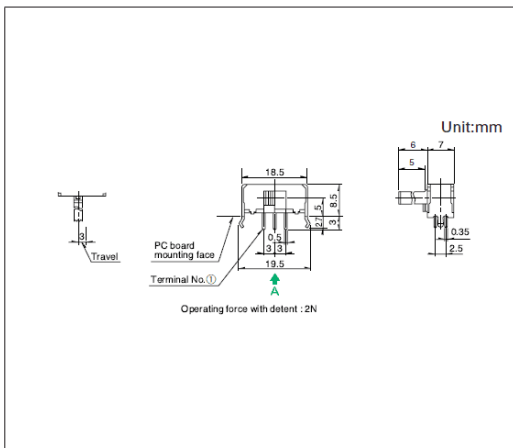 Unit:mm
6
7
5
18.5
8.5
5
2.7
3
0.5
3 3
19.5
PC board
mounting face
Terminal No.①
A
3
Travel
0.35
2.5
Operating force with detent : 2N